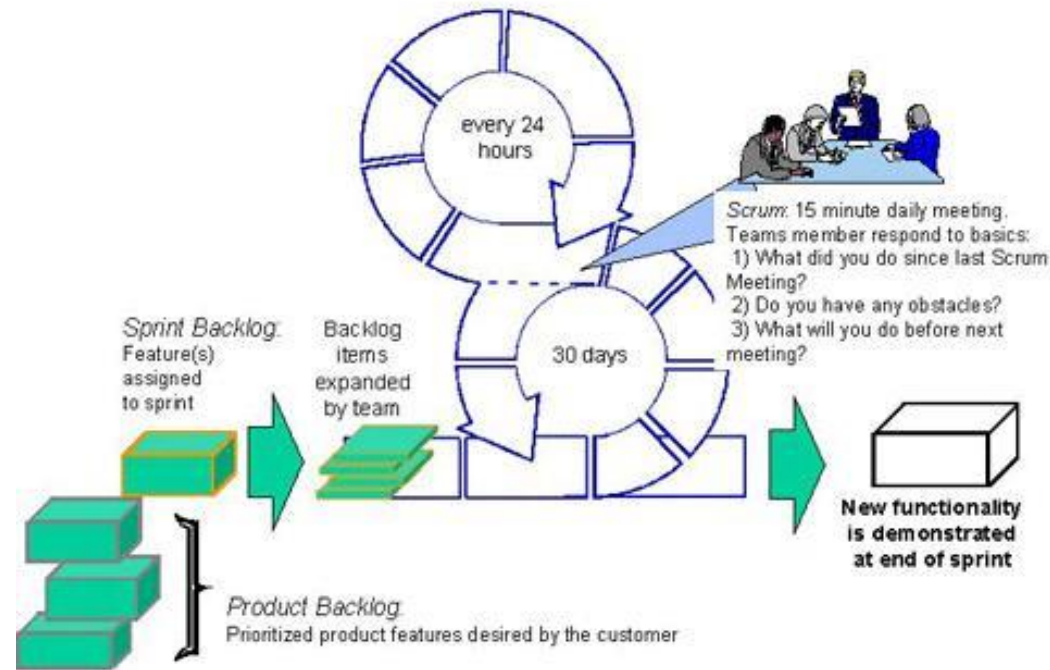 every 24
hours
Scrum: 15 minute daily meeting.
Teams member respond to basics:
1) What did you do since last Scrum
Meeting?
2) Do you have any obstacles?
3) What will you do before next
meeting?
30 days
Sprint Backlog:
Feature(s)
assigned
to sprint
Backlog
items
expanded
by team
New functionality
is demonstrated
at end of sprint
Product Backlog:
Prioritized product features desired by the customer